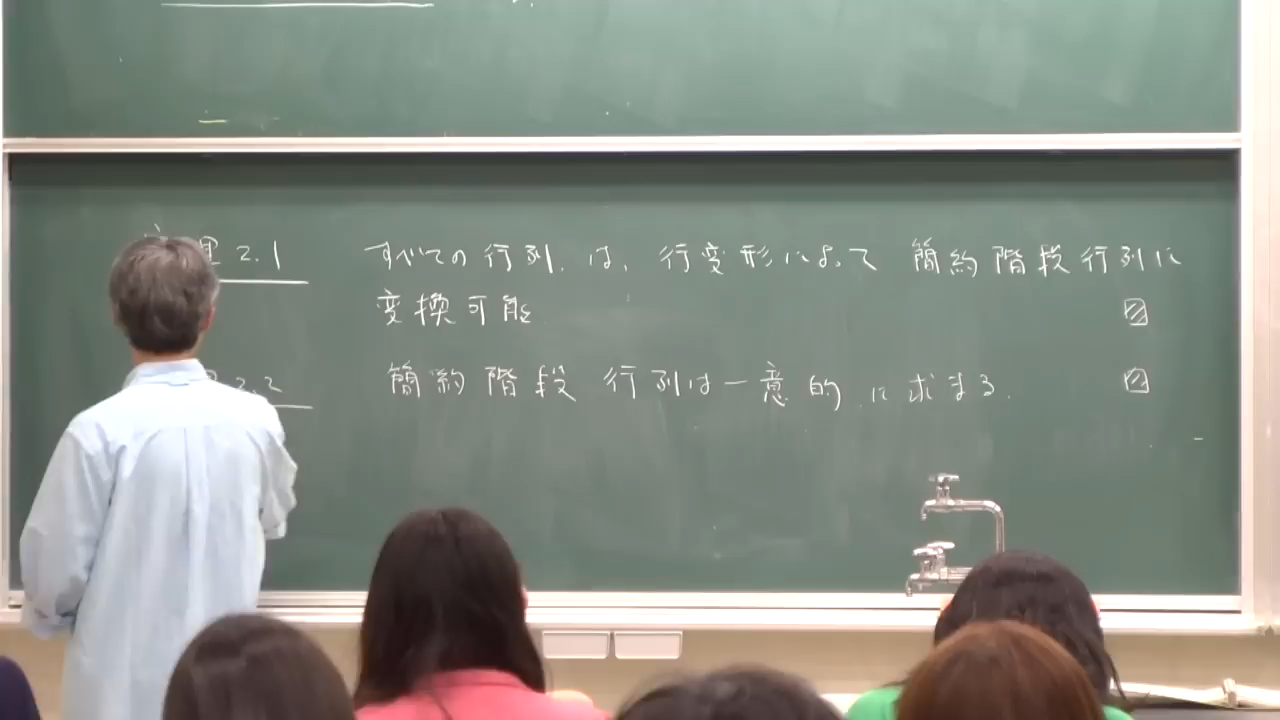 定理2.1 すべての行列は、行変形によって 簡約階段行列に
変換可能
理2.2 簡約階段行列は一意的に求まる.